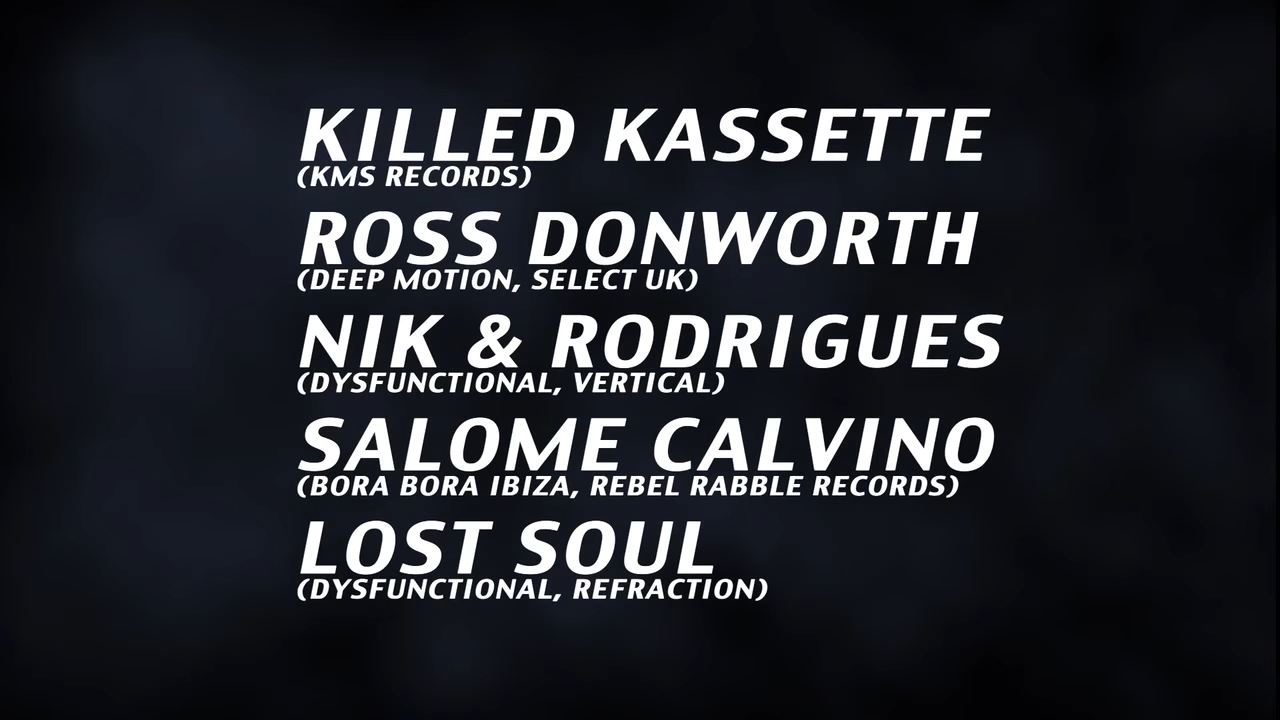 KILLED KASSETTE
(KMS RECORDS)
ROSS DONWORTH
(DEEP MOTION, SELECT UK)
NIK & RODRIGUES
(DYSFUNCTIONAL, VERTICAL)
SALOME CALVINO
(BORA BORA IBIZA, REBEL RABBLE RECORDS)
LOST SOUL
(DYSFUNCTIONAL, REFRACTION)